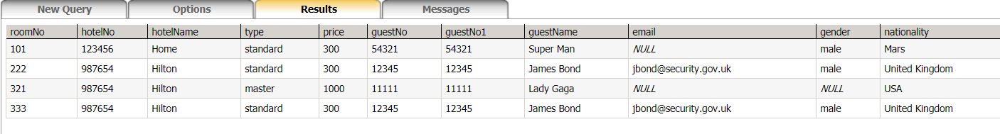 New Query Options Results Messages
roomNo hotelNo hotelName type price guestNo guestNo1 guestName email gender nationality
101 123456 Home standard 300 54321 54321 Super Man NULL male Mars
222 987654 Hilton standard 300 12345 12345 James Bond jbond@security.gov.uk male United Kingdom
321 987654 Hilton master 1000 11111 11111 Lady Gaga NULL NULL USA
333 987654 Hilton standard 300 12345 12345 James Bond jbond@security.gov.uk male United Kingdom